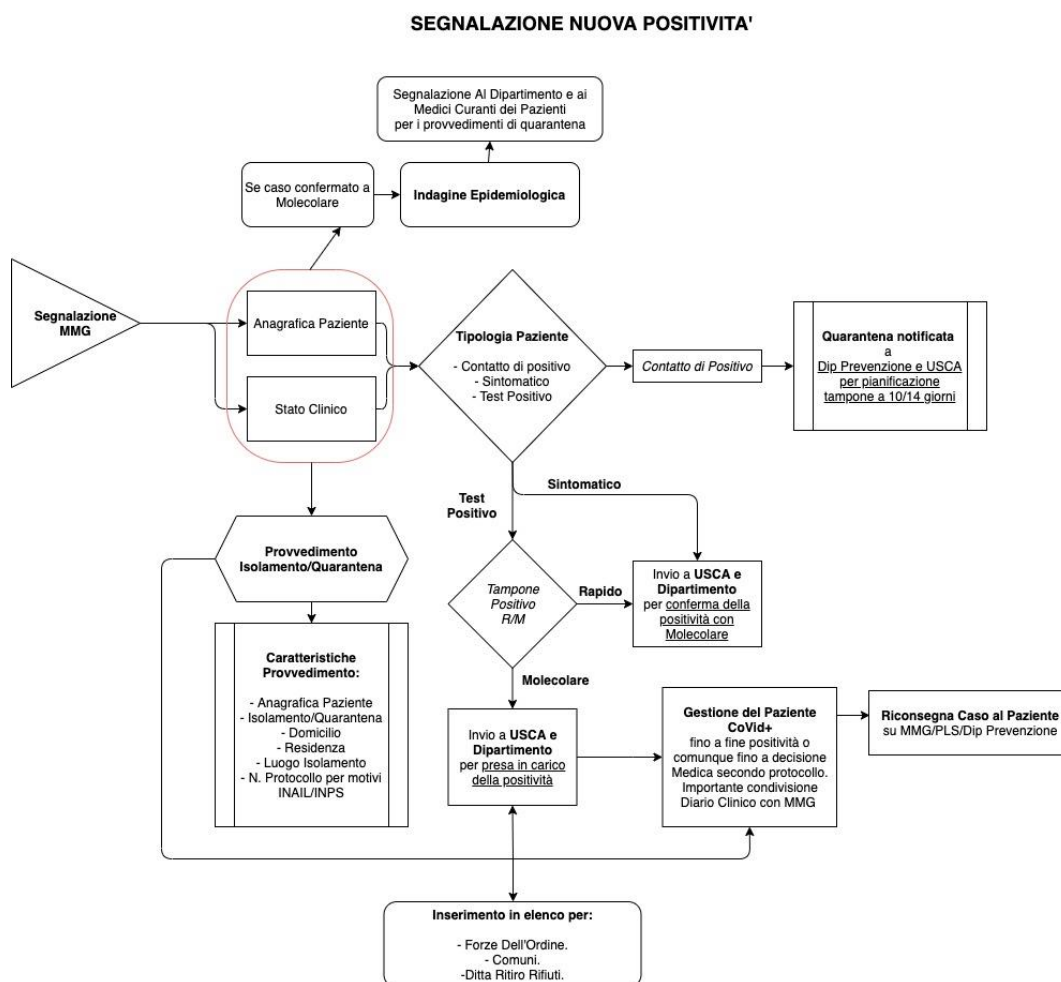 SEGNALAZIONE NUOVA POSITIVITA'
Segnalazione Al Dipartimento e ai
Medici Curanti dei Pazienti
per i provvedimenti di quarantena
Se caso confermato a
Molecolare
Indagine Epidemiologica
Segnalazione
MMG
Anagrafica Paziente
Stato Clinico
Tipologia Paziente
- Contatto di positivo
- Sintomatico
- Test Positivo
Contatto di Positivo
Quarantena notificata
a
Dip Prevenzione e USCA
per pianificazione
tampone a 10/14 giorni
Test
Positivo
Sintomatico
Provvedimento
Isolamento/Quarantena
Tampone
Positivo
R/M
Rapido
Invio a USCA e
Dipartimento
per conferma della
positività con
Molecolare
Caratteristiche
Provvedimento:
- Anagrafica Paziente
- Isolamento/Quarantena
- Domicilio
- Residenza
- Luogo Isolamento
- N. Protocollo per motivi
INAIL/INPS
Molecolare
Invio a USCA e
Dipartimento
per presa in carico
della positività
Gestione del Paziente
CoVid+
fino a fine positività o
comunque fino a decisione
Medica secondo protocollo.
Importante condivisione
Diario Clinico con MMG
Riconsegna Caso al Paziente
su MMG/PLS/Dip Prevenzione
Inserimento in elenco per:
- Forze Dell'Ordine.
- Comuni.
-Ditta Ritiro Rifiuti.